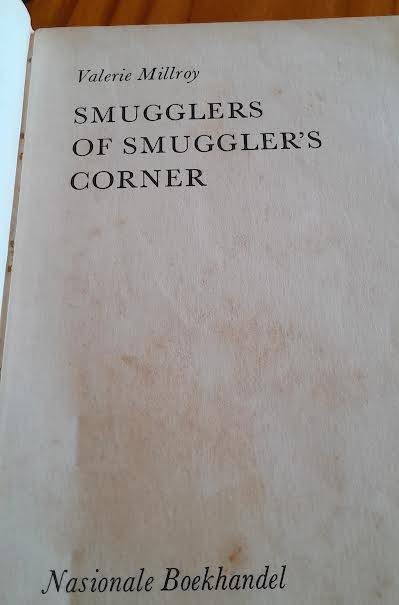 Valerie Millroy
SMUGGLERS
OF SMUGGLER'S
CORNER
Nasionale Boekhandel